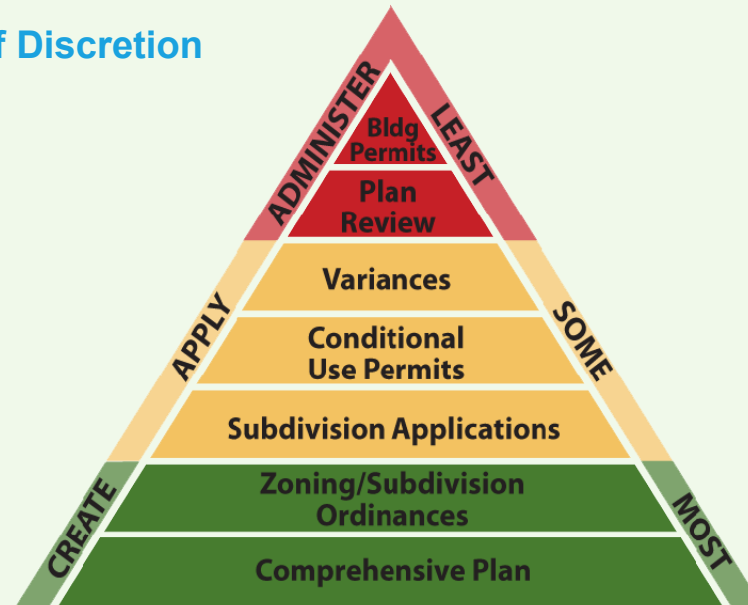 f Discretion
ADMINISTER
LEAST
Bldg
Permits
Plan
Review
APPLY
SOME
Variances
Conditional
Use Permits
Subdivision Applications
CREATE
MOST
Zoning/Subdivision
Ordinances
Comprehensive Plan